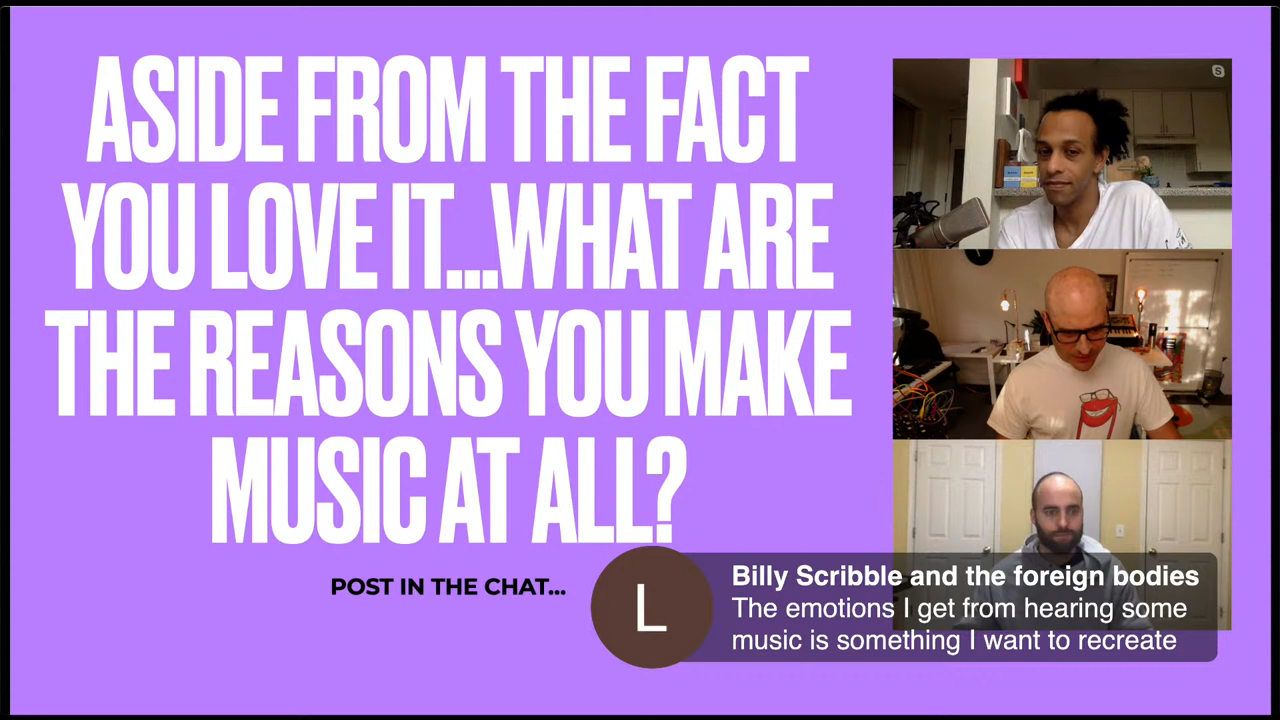 ASIDE FROM THE FACT
YOU LOVE IT...WHAT ARE
THE REASONS YOU MAKE
MUSIC AT ALL?
POST IN THE CHAT...
L
Billy Scribble and the foreign bodies
The emotions I get from hearing some
music is something I want to recreate